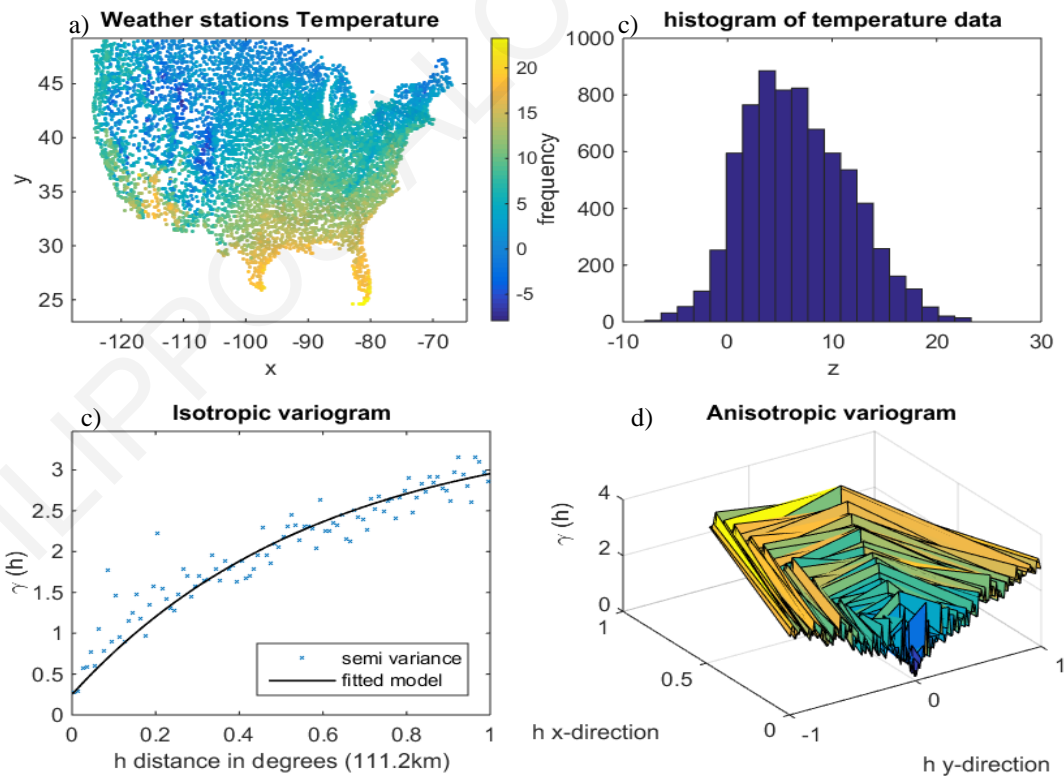 a) Weather stations Temperature
45
40
35
30
25
y
-120 -110 -100 -90 -80 -70
x
20
15
10
5
0
-5
c) histogram of temperature data
1000
800
600
400
200
0
frequency
-10 0 10 20 30
z
c) Isotropic variogram
3
2.5
2
1.5
1
0.5
0
γ (h)
semi variance
fitted model
0 0.2 0.4 0.6 0.8 1
h distance in degrees (111.2km)
d) Anisotropic variogram
4
2
0
γ (h)
1
0.5
0
h x-direction
-1
0
1
h y-direction